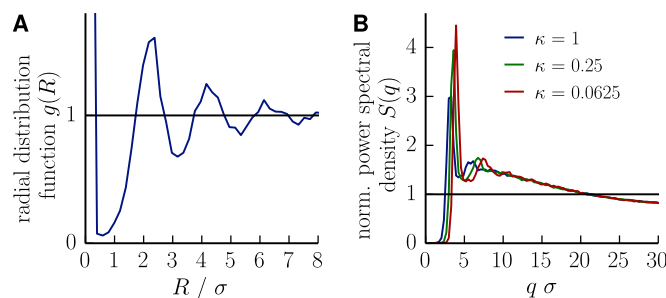 A
radial distribution
function g(R)
1
0
0 1 2 3 4 5 6 7 8
R / σ
B
norm. power spectral
density S(q)
4
3
2
1
0
0 5 10 15 20 25 30
q σ
κ = 1
κ = 0.25
κ = 0.0625